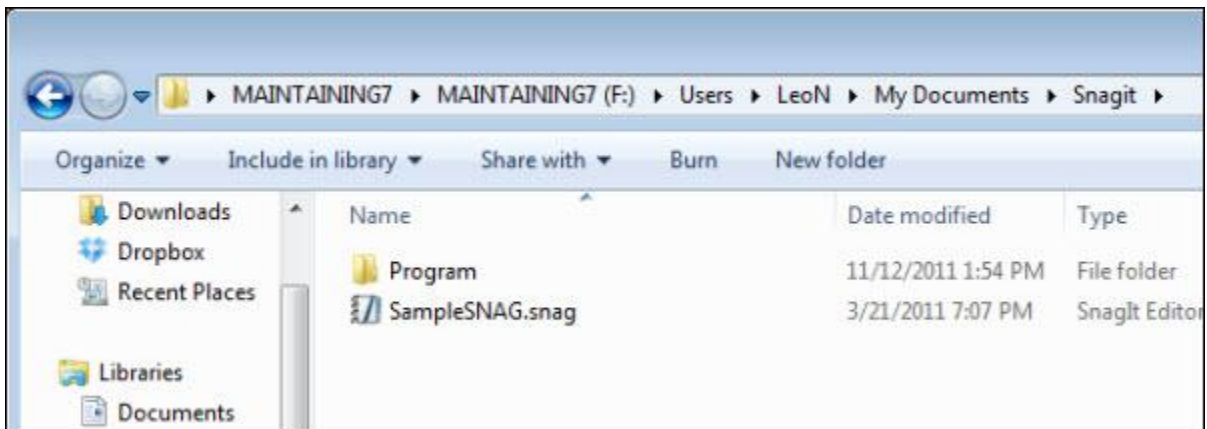 MAINTAINING7 MAINTAINING7 (F:) Users LeoN My Documents Snagit
Organize Include in library Share with Burn New folder
Downloads
Dropbox
Recent Places
Libraries
Documents
Name Date modified Type
Program 11/12/2011 1:54 PM File folder
SampleSNAG.snag 3/21/2011 7:07 PM SnagIt Editor